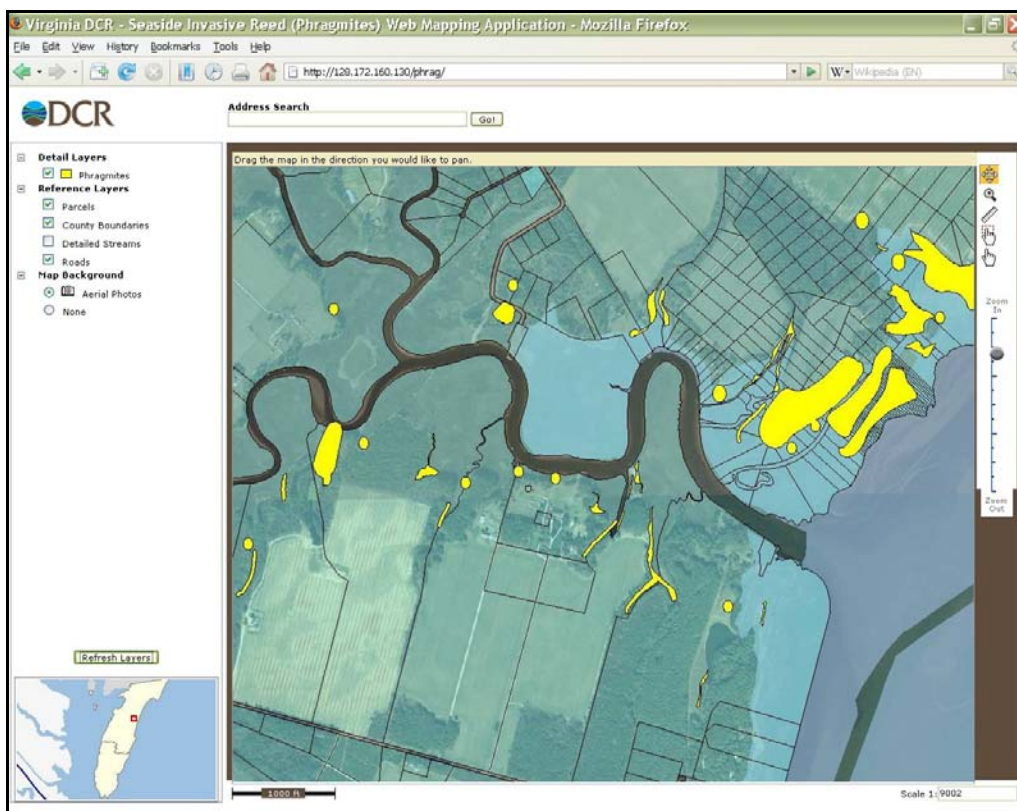 Virginia DCR - Seaside Invasive Reed (Phragmites) Web Mapping Application - Mozilla Firefox
File Edit View History Bookmarks Tools Help
http://128.172.160.130/phrag/
W Wikipedia (EN)
DCR
Address Search
Go!
Drag the map in the direction you would like to pan.
Detail Layers
Phragmites
Reference Layers
Parcels
County Boundaries
Detailed Streams
Roads
Map Background
Aerial Photos
None
Zoom
In
Zoom
Out
Refresh Layers
1000 ft
Scale 1: 9002